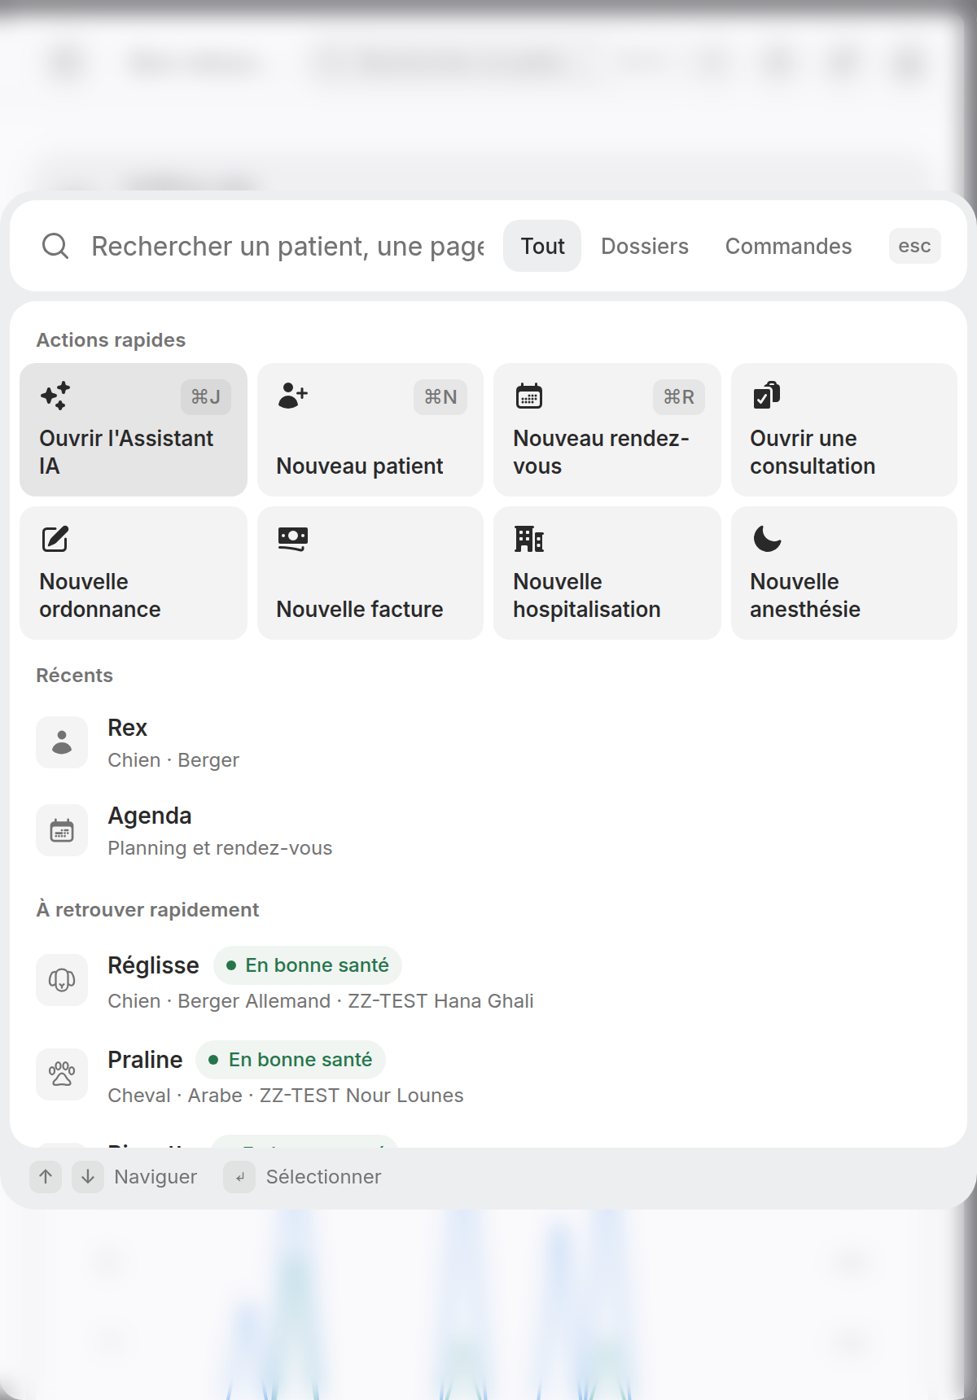 Rechercher un patient, une page
Tout
Dossiers
Commandes
esc
Actions rapides
⌘J
Ouvrir l'Assistant
IA
⌘N
Nouveau patient
⌘R
Nouveau rendez-
vous
Ouvrir une
consultation
Nouvelle
ordonnance
Nouvelle facture
Nouvelle
hospitalisation
Nouvelle
anesthésie
Récents
Rex
Chien · Berger
Agenda
Planning et rendez-vous
À retrouver rapidement
Réglisse
En bonne santé
Chien · Berger Allemand · ZZ-TEST Hana Ghali
Praline
En bonne santé
Cheval · Arabe · ZZ-TEST Nour Lounes
↑ ↓ Naviguer
↵ Sélectionner